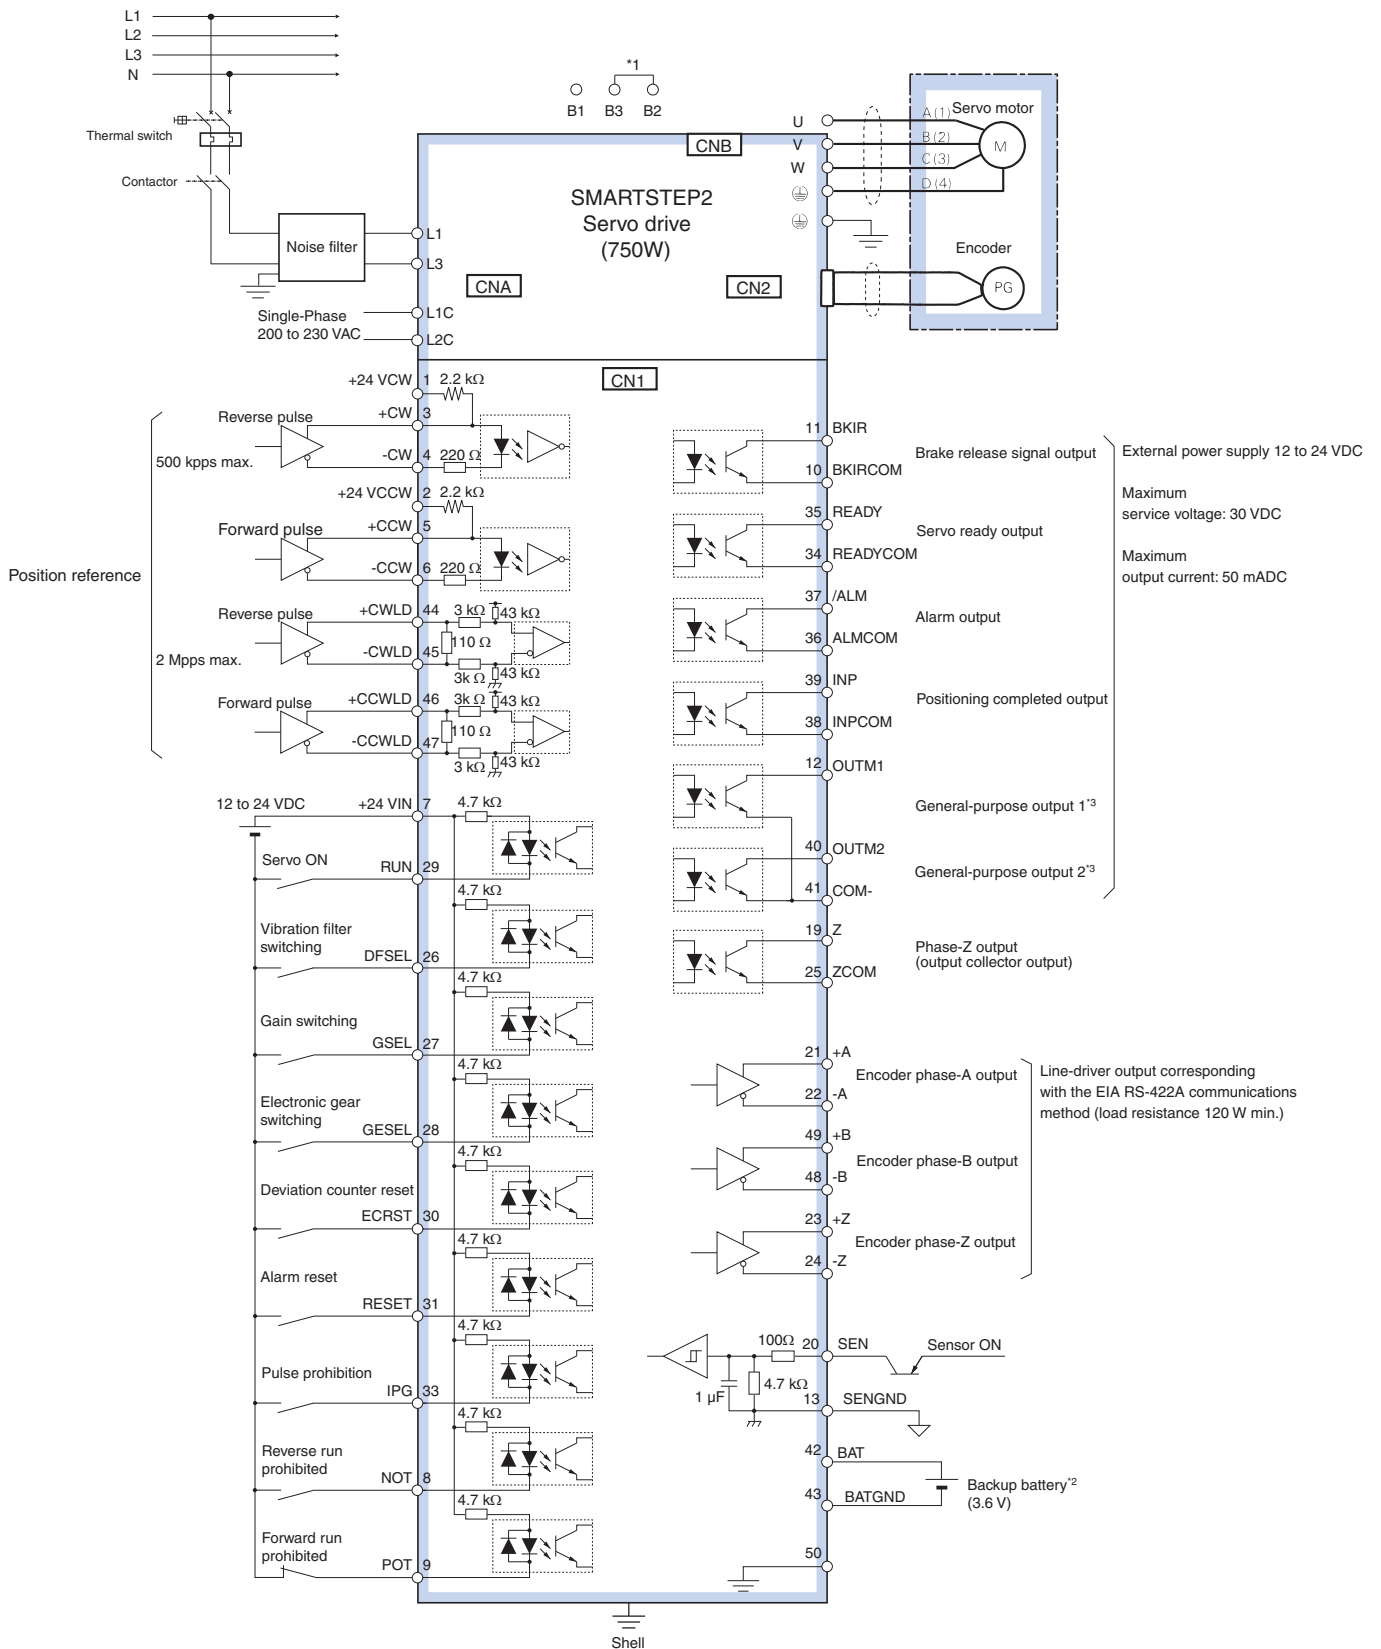 L1
L2
L3
N
Thermal switch
Contactor
Noise filter
*1
B1 B3 B2
CNB
SMARTSTEP2
Servo drive
(750W)
CNA
CN2
CN1
L1
L3
Single-Phase
200 to 230 VAC
L1C
L2C
U
V
W
Servo motor
A (1)
B (2)
C (3)
D (4)
M
Encoder
PG
Position reference
500 kpps max.
2 Mpps max.
+24 VCW 1 2.2 kΩ
Reverse pulse
+CW 3
-CW 4 220 Ω
+24 VCCW 2 2.2 kΩ
Forward pulse
+CCW 5
-CCW 6 220 Ω
Reverse pulse
+CWLD 44 3 kΩ 43 kΩ
110 Ω
-CWLD 45
3k Ω 43 kΩ
Forward pulse
+CCWLD 46 3k Ω 43 kΩ
110 Ω
-CCWLD 47
3 kΩ 43 kΩ
12 to 24 VDC
+24 VIN 7 4.7 kΩ
Servo ON
RUN 29
4.7 kΩ
Vibration filter
switching
DFSEL 26
4.7 kΩ
Gain switching
GSEL 27
4.7 kΩ
Electronic gear
switching
GESEL 28
4.7 kΩ
Deviation counter reset
ECRST 30
4.7 kΩ
Alarm reset
RESET 31
4.7 kΩ
Pulse prohibition
IPG 33
4.7 kΩ
Reverse run
prohibited
NOT 8
4.7 kΩ
Forward run
prohibited
POT 9
11 BKIR
Brake release signal output
10 BKIRCOM
35 READY
Servo ready output
34 READYCOM
37 /ALM
Alarm output
36 ALMCOM
39 INP
Positioning completed output
38 INPCOM
12 OUTM1
General-purpose output 1*3
40 OUTM2
General-purpose output 2*3
41 COM-
19 Z
Phase-Z output
(output collector output)
25 ZCOM
External power supply 12 to 24 VDC
Maximum
service voltage: 30 VDC
Maximum
output current: 50 mADC
21 +A
Encoder phase-A output
22 -A
49 +B
Encoder phase-B output
48 -B
23 +Z
Encoder phase-Z output
24 -Z
Line-driver output corresponding
with the EIA RS-422A communications
method (load resistance 120 W min.)
100Ω 20 SEN
Sensor ON
1 µF
4.7 kΩ
13 SENGND
42 BAT
Backup battery*2
(3.6 V)
43 BATGND
50
Shell